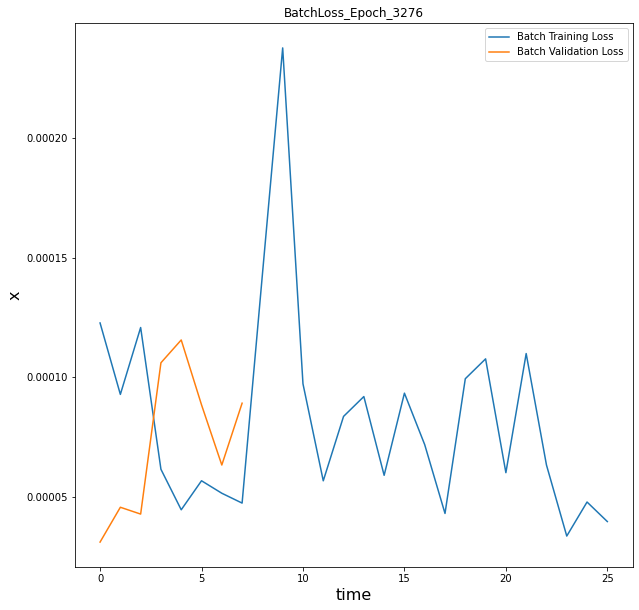 BatchLoss_Epoch_3276
Batch Training Loss
Batch Validation Loss
0.00020
0.00015
0.00010
0.00005
x
0 5 10 15 20 25
time